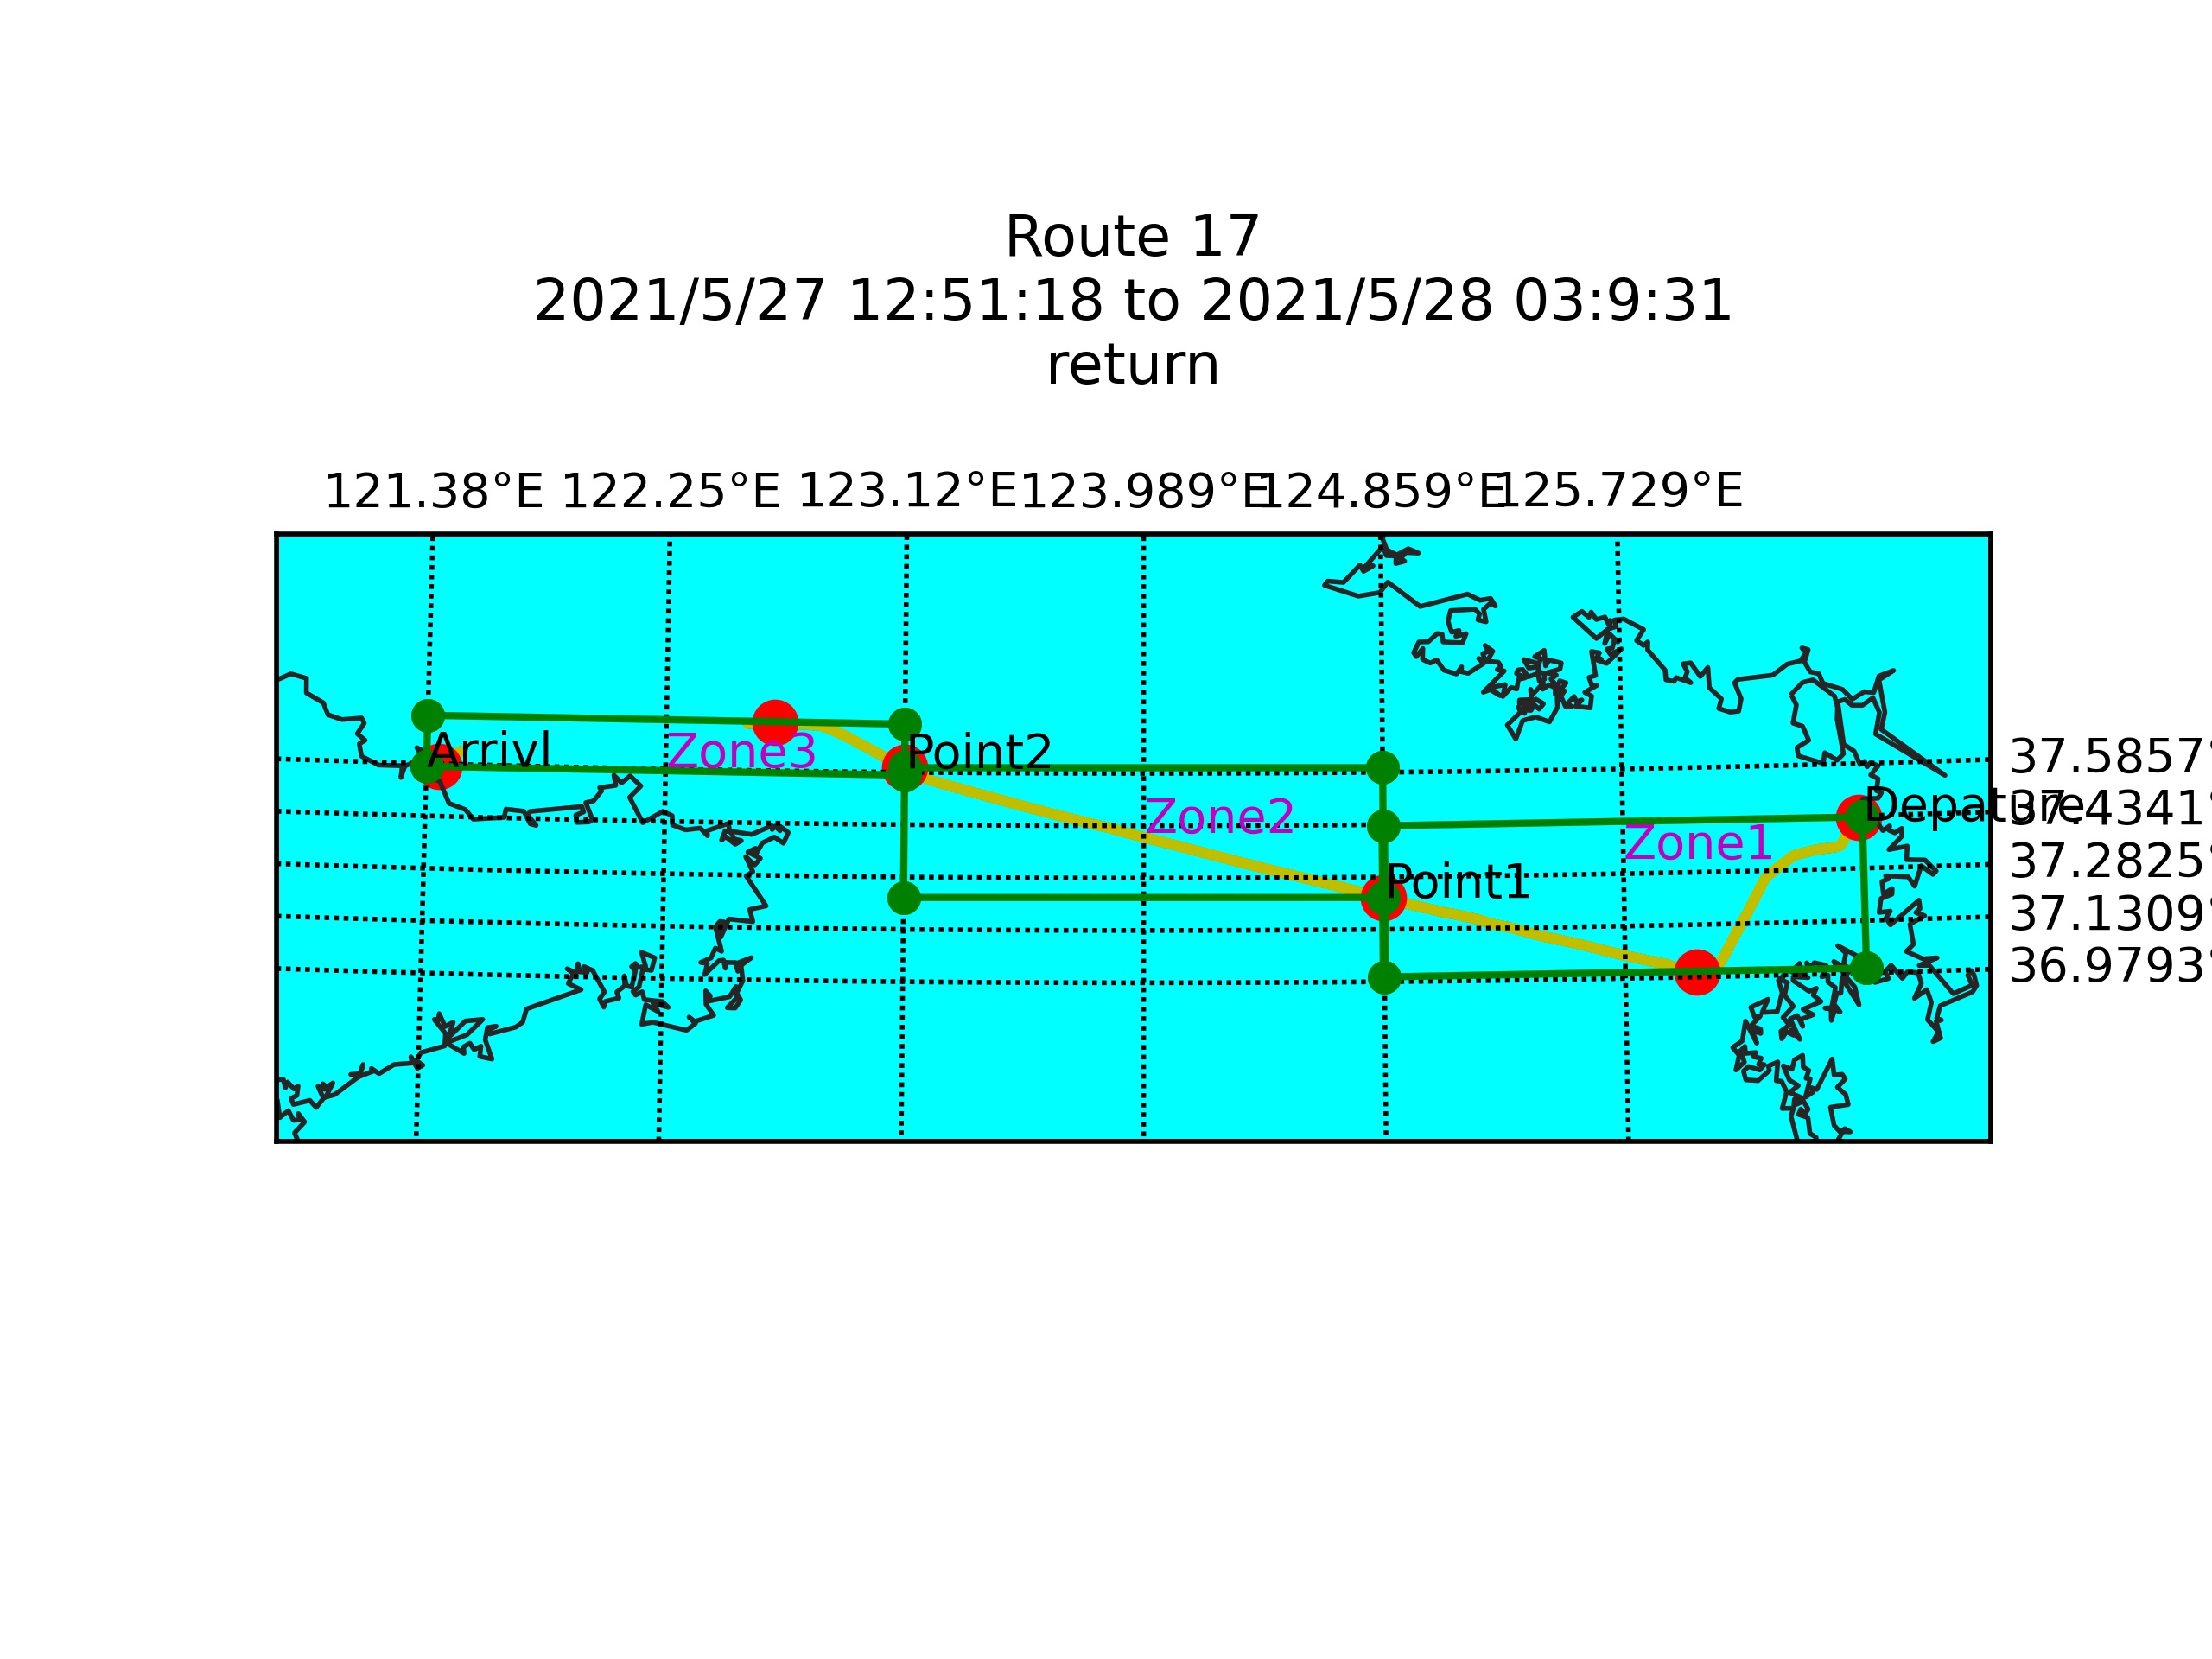 Route 17
2021/5/27 12:51:18 to 2021/5/28 03:9:31
return
121.38°E 122.25°E 123.12°E 123.989°E 124.859°E 125.729°E
Arrivl
Zone3
Point2
Zone2
Point1
Zone1
Depature
37.5857°
37.4341°
37.2825°
37.1309°
36.9793°